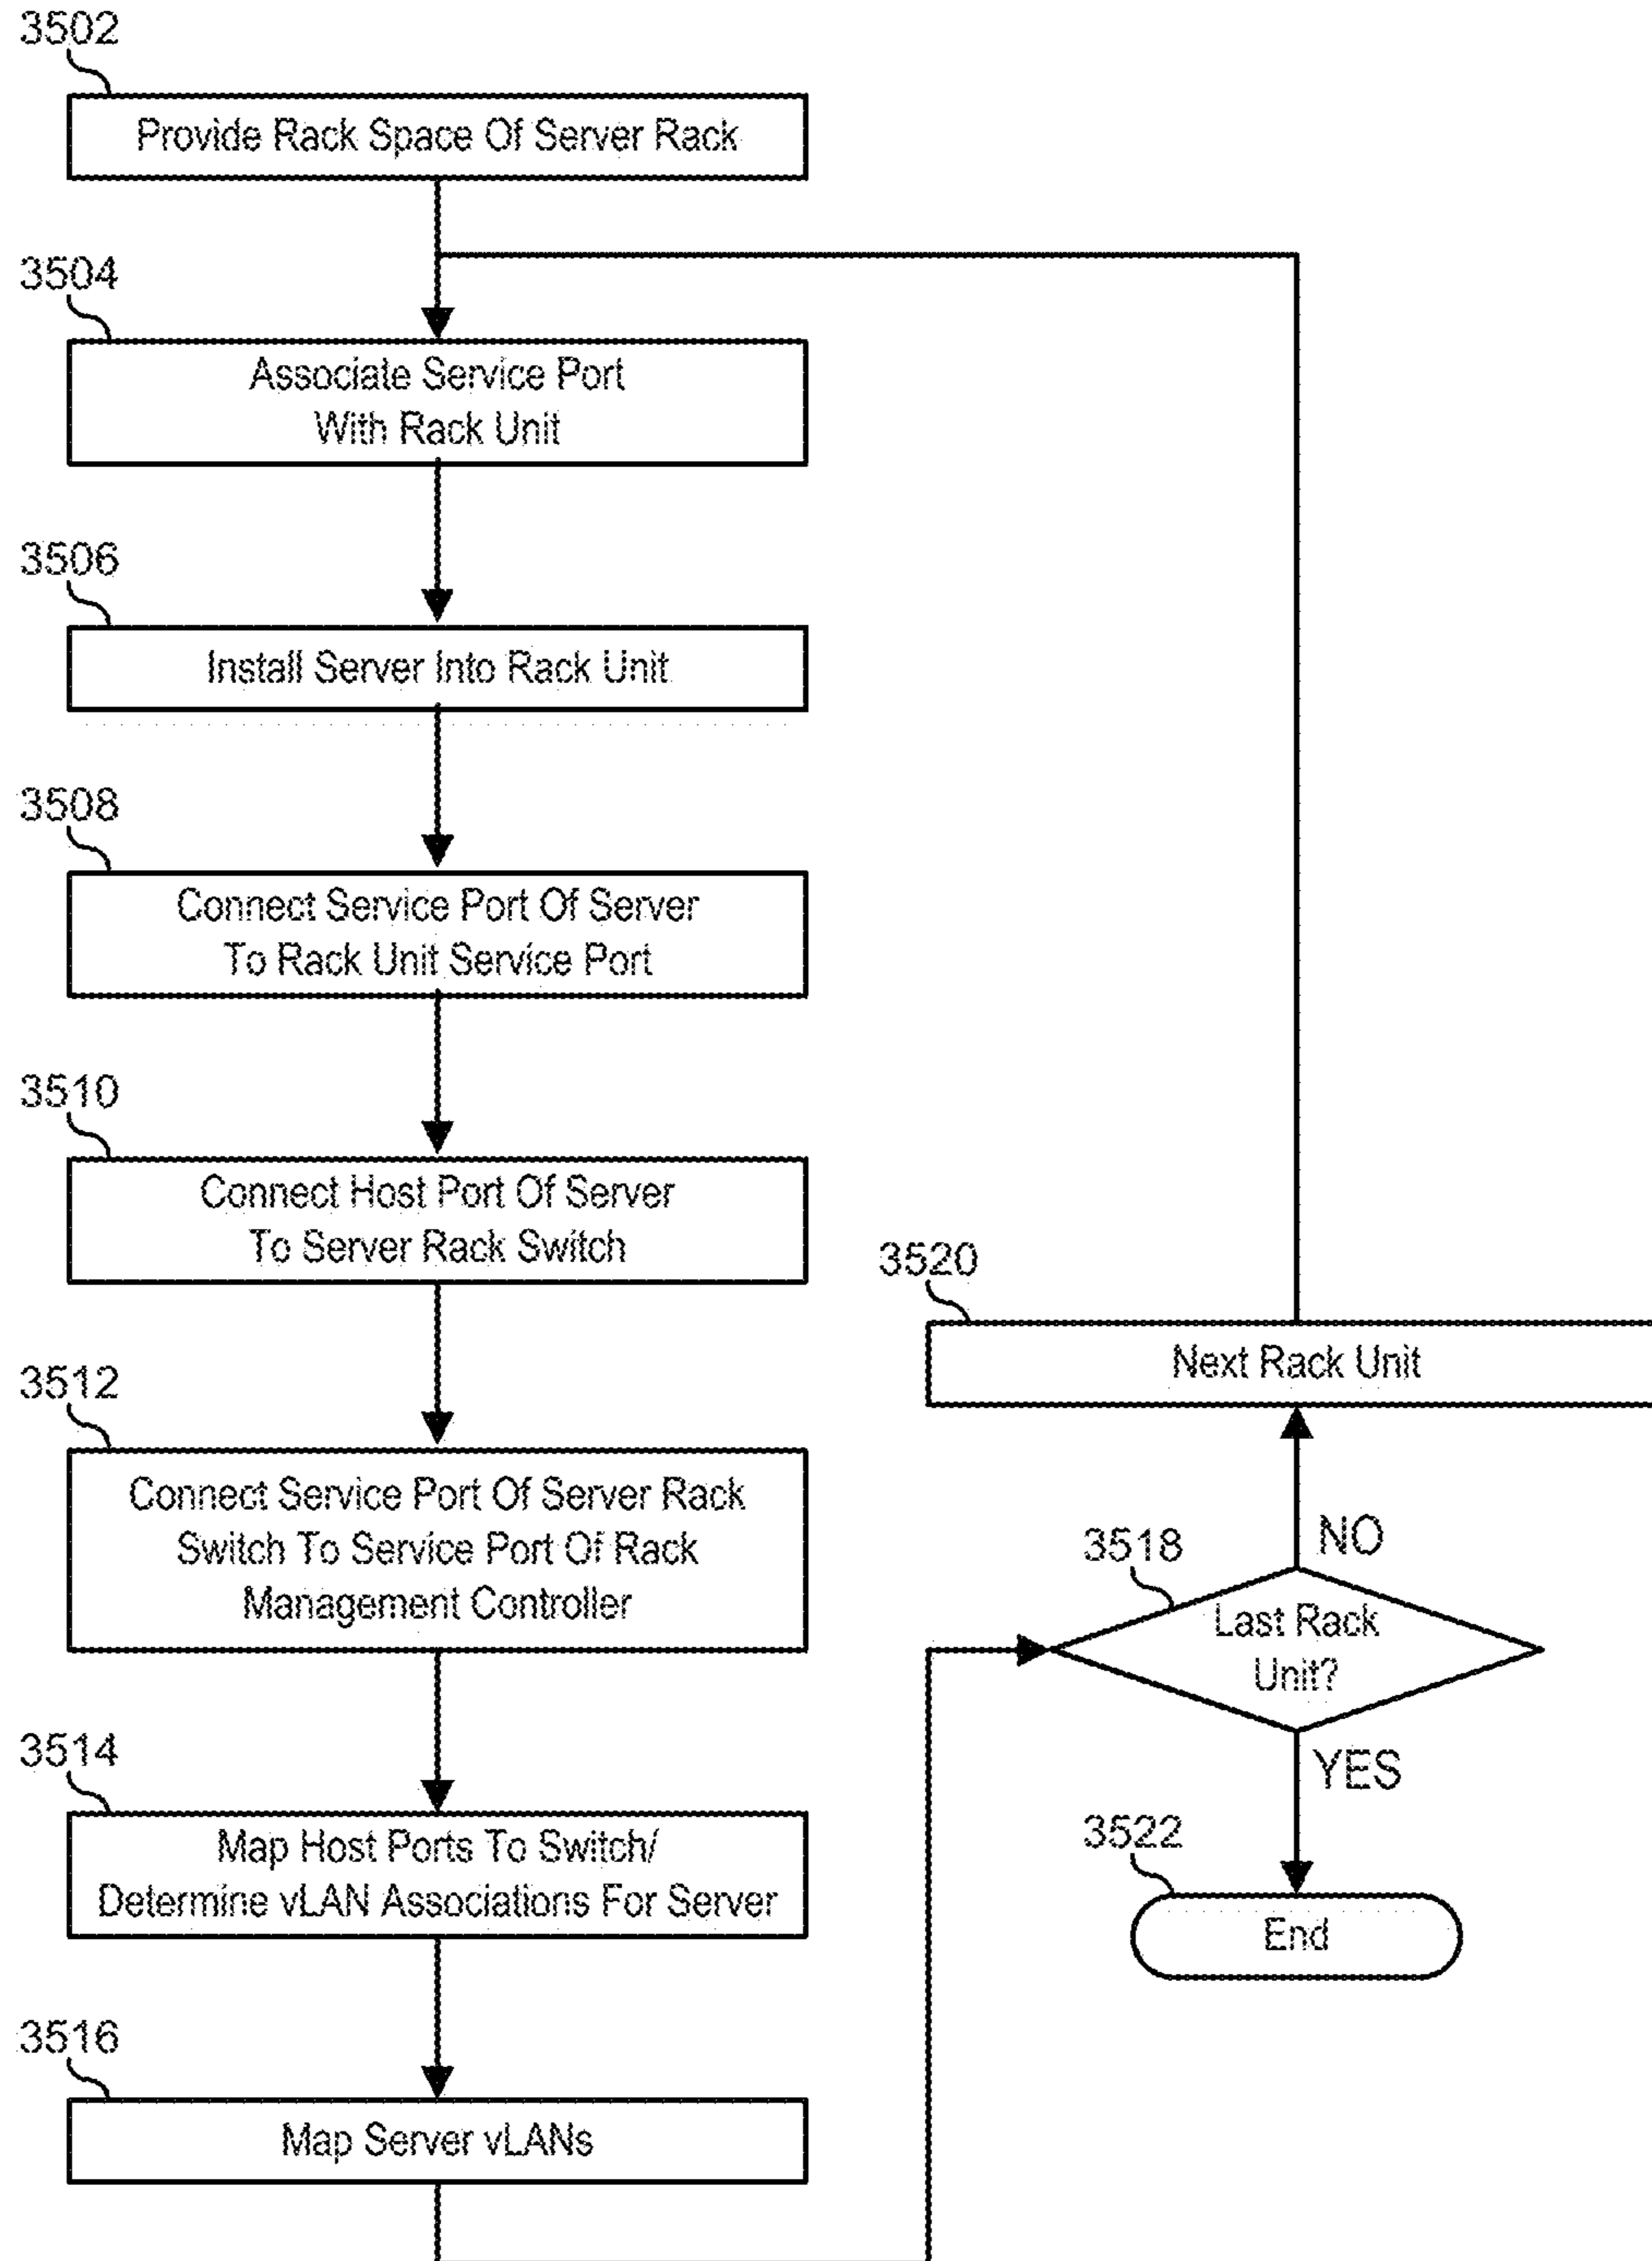 3502
Provide Rack Space Of Server Rack
3504
Associate Service Port
With Rack Unit
3506
Install Server Into Rack Unit
3508
Connect Service Port Of Server
To Rack Unit Service Port
3510
Connect Host Port Of Server
To Server Rack Switch
3512
Connect Service Port Of Server Rack
Switch To Service Port Of Rack
Management Controller
3514
Map Host Ports To Switch/
Determine vLAN Associations For Server
3516
Map Server vLANs
3518
Last Rack
Unit?
NO
3520
Next Rack Unit
YES
3522
End